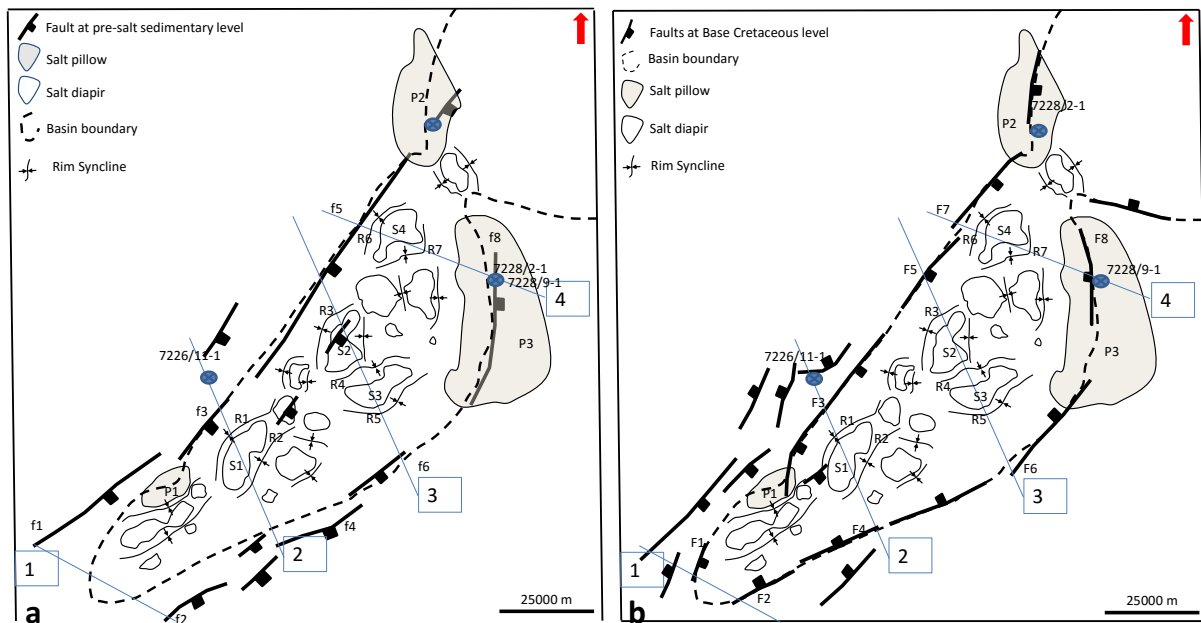 Fault at pre-salt sedimentary level
Salt pillow
Salt diapir
Basin boundary
Rim Syncline
P2
f5
R6
S4
R7
f8
7228/2-1
7228/9-1
4
R3
S2
P3
7226/11-1
R4
S3
R5
f3
R1
R2
S1
f6
3
P1
f1
f4
2
1
f2
a
25000 m
Faults at Base Cretaceous level
Basin boundary
Salt pillow
Salt diapir
Rim Syncline
7228/2-1
P2
F7
R6
S4
R7
F8
F5
7228/9-1
4
R3
S2
P3
7226/11-1
R4
F3
S3
R5
R1
R2
S1
F6
3
P1
F4
F1
2
1
F2
b
25000 m